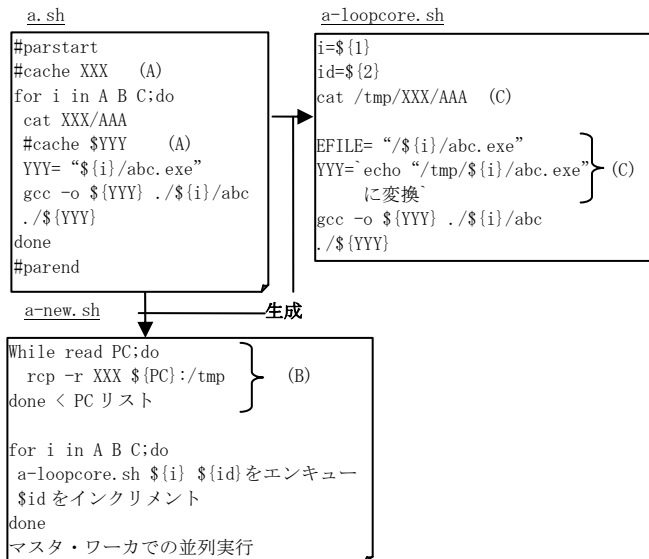 a.sh
#parstart
#cache XXX (A)
for i in A B C;do
cat XXX/AAA
#cache $YYY (A)
YYY= “${i}/abc.exe”
gcc -o ${YYY} ./${i}/abc
./${YYY}
done
#parend
a-loopcore.sh
i=${1}
id=${2}
cat /tmp/XXX/AAA (C)
EFILE= “/${i}/abc.exe”
YYY=`echo “/tmp/${i}/abc.exe” (C)
に変換`
gcc -o ${YYY} ./${i}/abc
./${YYY}
生成
a-new.sh
While read PC;do
rcp -r XXX ${PC}:/tmp (B)
done < PC リスト
for i in A B C;do
a-loopcore.sh ${i} ${id}をエンキュー
$id をインクリメント
done
マスタ・ワーカでの並列実行